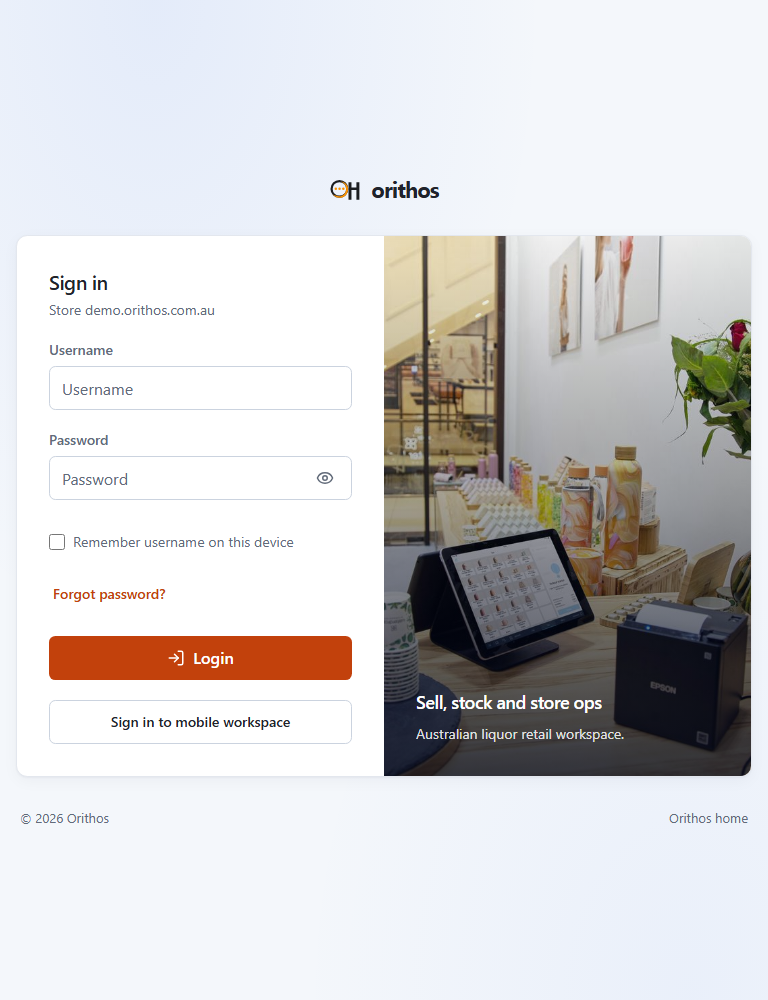 OH orithos
Sign in
Store demo.orithos.com.au
Username
Username
Password
Password
Remember username on this device
Forgot password?
Login
Sign in to mobile workspace
EPSON
Sell, stock and store ops
Australian liquor retail workspace.
© 2026 Orithos
Orithos home